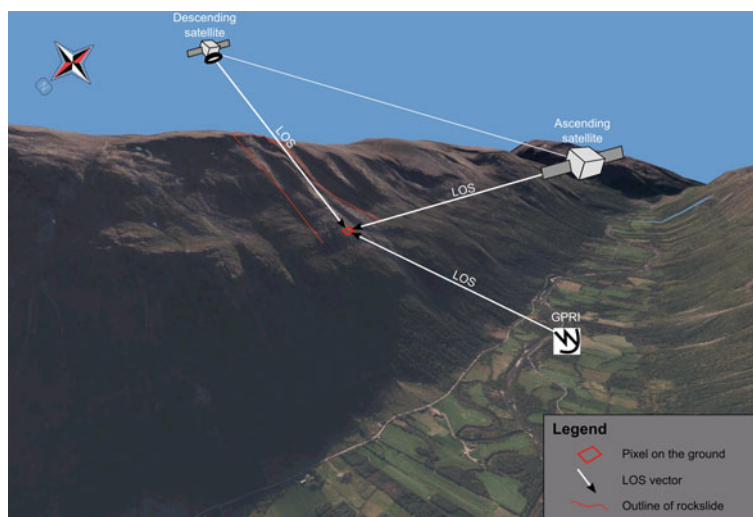 Descending
satellite
LOS
Ascending
satellite
LOS
LOS
GPRI
Legend
Pixel on the ground
LOS vector
Outline of rockslide